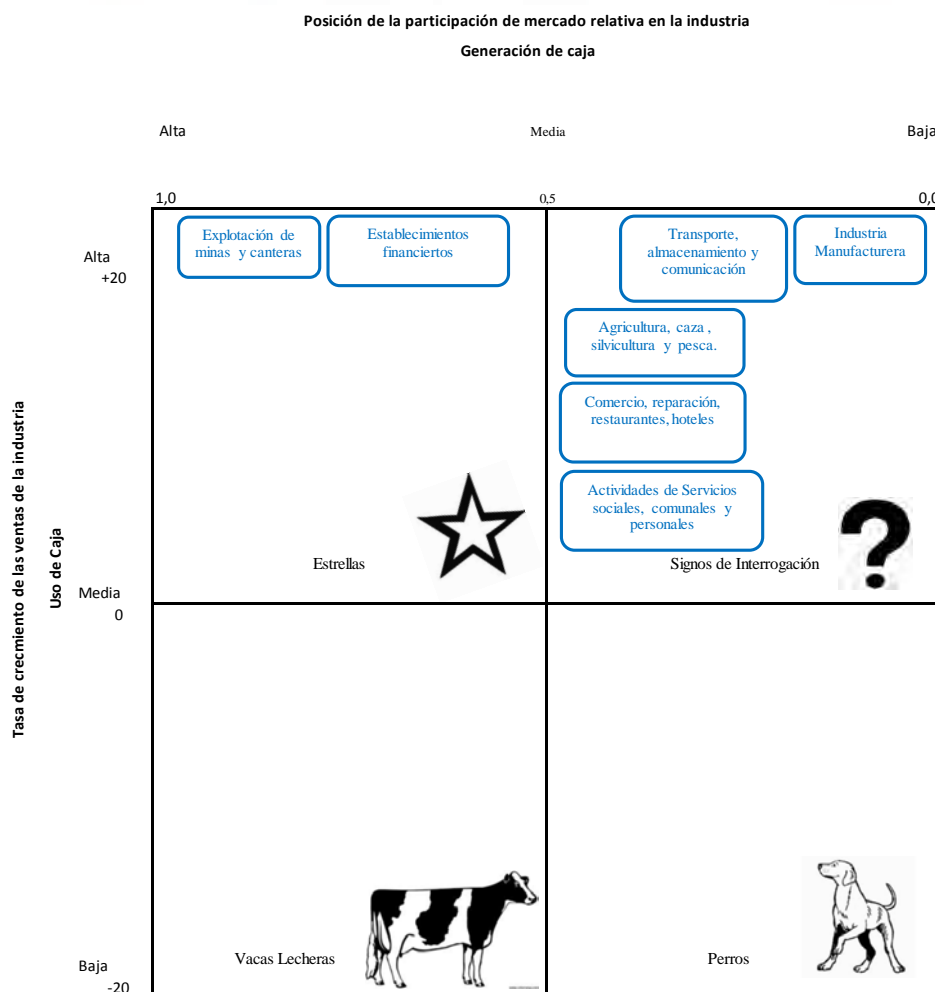 Posición de la participación de mercado relativa en la industria
Generación de caja
Alta
Media
Baja
1,0
0,5
0,0
Explotación de
minas y canteras
Establecimientos
financiertos
Transporte,
almacenamiento y
comunicación
Industria
Manufacturera
Alta
+20
Agricultura, caza ,
silvicultura y pesca.
Comercio, reparación,
restaurantes, hoteles
Actividades de Servicios
sociales, comunales y
personales
Estrellas
Signos de Interrogación
Tasa de crecmiento de las ventas de la industria
Uso de Caja
Media
0
Vacas Lecheras
Perros
Baja
-20